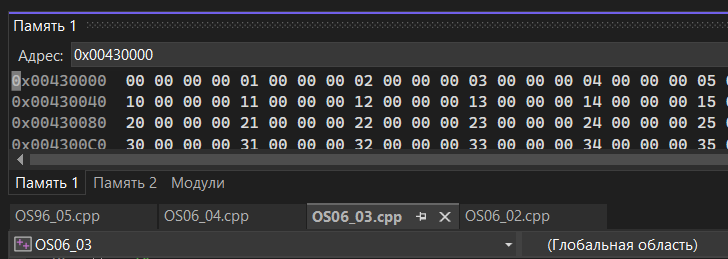 Память 1
Адрес: 0x00430000
0x00430000 00 00 00 00 01 00 00 00 02 00 00 00 03 00 00 00 04 00 00 00 05 0
0x00430040 10 00 00 00 11 00 00 00 12 00 00 00 13 00 00 00 14 00 00 00 15 0
0x00430080 20 00 00 00 21 00 00 00 22 00 00 00 23 00 00 00 24 00 00 00 25 0
0x004300C0 30 00 00 00 31 00 00 00 32 00 00 00 33 00 00 00 34 00 00 00 35 0
Память 1 Память 2 Модули
OS96_05.cpp OS06_04.cpp OS06_03.cpp OS06_02.cpp
OS06_03 (Глобальная область)